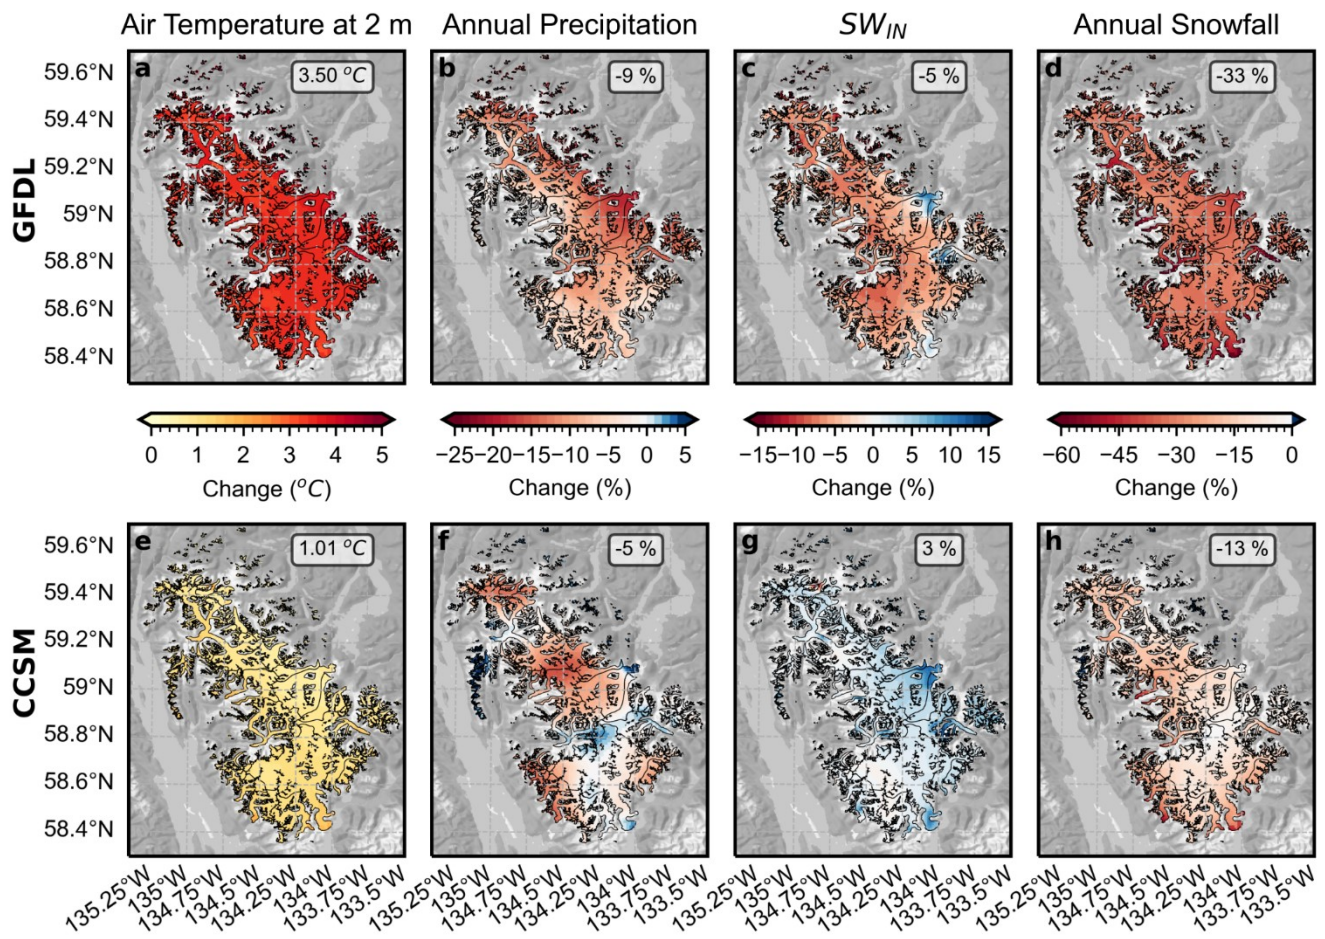 Air Temperature at 2 m Annual Precipitation SW_IN Annual Snowfall
a 3.50 °C b -9 % c -5 % d -33 %
59.6°N
59.4°N
59.2°N
59°N
58.8°N
58.6°N
58.4°N
GFDL
0 1 2 3 4 5
Change (°C)
−25 −20 −15 −10 −5 0 5
Change (%)
−15 −10 −5 0 5 10 15
Change (%)
−60 −45 −30 −15 0
Change (%)
e 1.01 °C f -5 % g 3 % h -13 %
59.6°N
59.4°N
59.2°N
59°N
58.8°N
58.6°N
58.4°N
CCSM
135.25°W 135°W 134.75°W 134.5°W 134.25°W 134°W 133.75°W 133.5°W
135.25°W 135°W 134.75°W 134.5°W 134.25°W 134°W 133.75°W 133.5°W
135.25°W 135°W 134.75°W 134.5°W 134.25°W 134°W 133.75°W 133.5°W
135.25°W 135°W 134.75°W 134.5°W 134.25°W 134°W 133.75°W 133.5°W